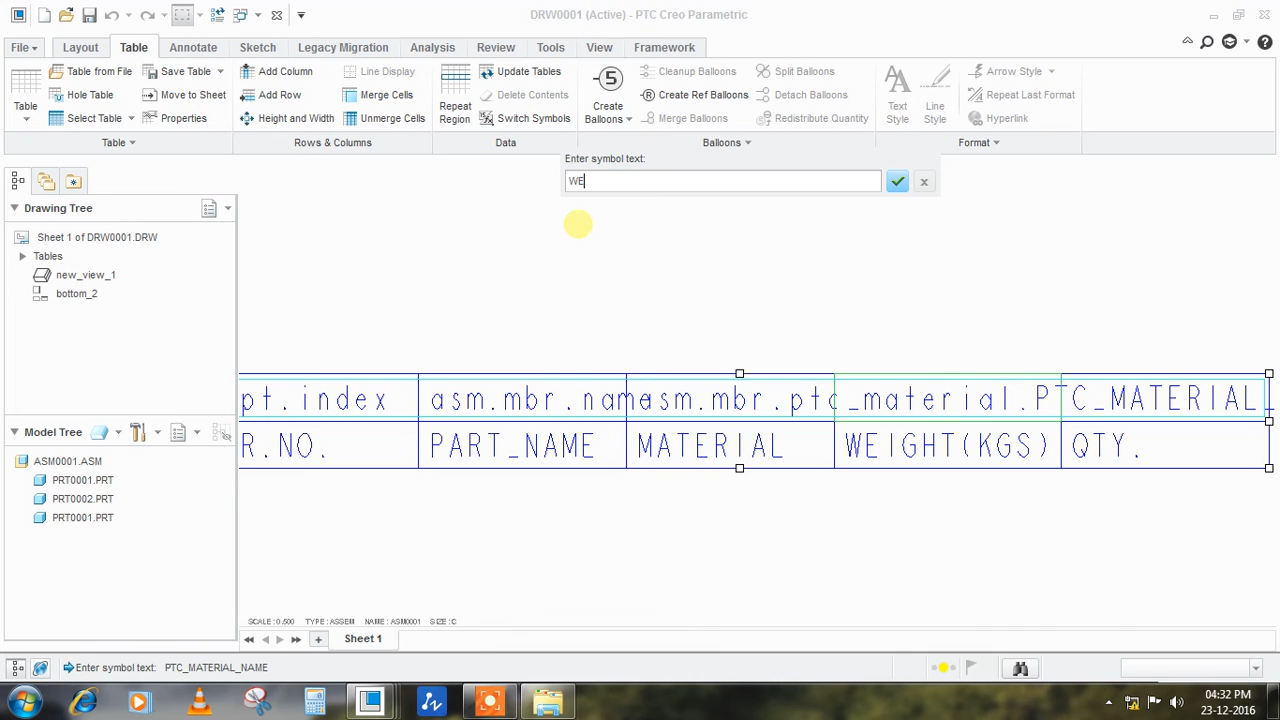 DRW0001 (Active) - PTC Creo Parametric
File Layout Table Annotate Sketch Legacy Migration Analysis Review Tools View Framework
Table from File Save Table Add Column Line Display Update Tables Cleanup Balloons Split Balloons Arrow Style
Hole Table Move to Sheet Add Row Merge Cells Delete Contents Create Ref Balloons Detach Balloons Repeat Last Format
Table Select Table Properties Height and Width Unmerge Cells Repeat Region Switch Symbols 5 Create Balloons Merge Balloons Redistribute Quantity Text Style Line Style Hyperlink
Table Rows & Columns Data Balloons Format
Enter symbol text:
WE
Drawing Tree
Sheet 1 of DRW0001.DRW
Tables
new_view_1
bottom_2
Model Tree
ASM0001.ASM
PRT0001.PRT
PRT0002.PRT
PRT0001.PRT
pt.index asm.mbr.nam asm.mbr.ptc_material.PTC_MATERIAL_
R.NO. PART_NAME MATERIAL WEIGHT(KGS) QTY.
SCALE : 0.500 TYPE : ASSEM NAME : ASM0001 SIZE : C
Sheet 1
Enter symbol text: PTC_MATERIAL_NAME
04:32 PM
23-12-2016